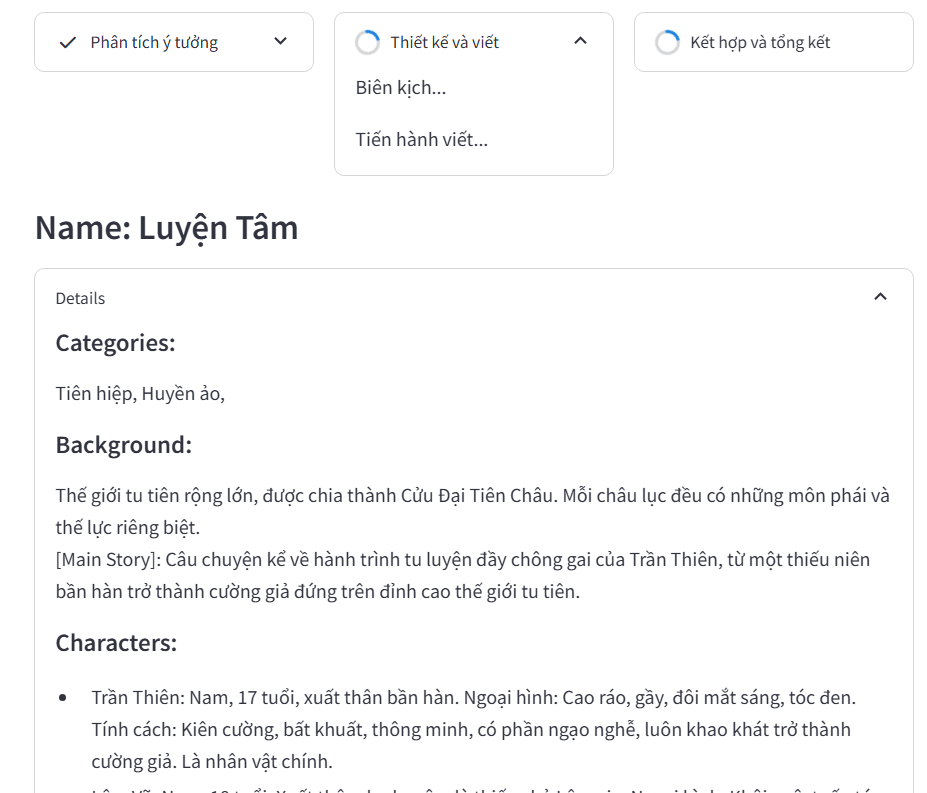 Phân tích ý tưởng
Thiết kế và viết
Kết hợp và tổng kết
Biên kịch...
Tiến hành viết...
Name: Luyện Tâm
Details
Categories:
Tiên hiệp, Huyền ảo,
Background:
Thế giới tu tiên rộng lớn, được chia thành Cửu Đại Tiên Châu. Mỗi châu lục đều có những môn phái và
thế lực riêng biệt.
[Main Story]: Câu chuyện kể về hành trình tu luyện đầy chông gai của Trần Thiên, từ một thiếu niên
bần hàn trở thành cường giả đứng trên đỉnh cao thế giới tu tiên.
Characters:
Trần Thiên: Nam, 17 tuổi, xuất thân bần hàn. Ngoại hình: Cao ráo, gầy, đôi mắt sáng, tóc đen.
Tính cách: Kiên cường, bất khuất, thông minh, có phần ngạo nghễ, luôn khao khát trở thành
cường giả. Là nhân vật chính.